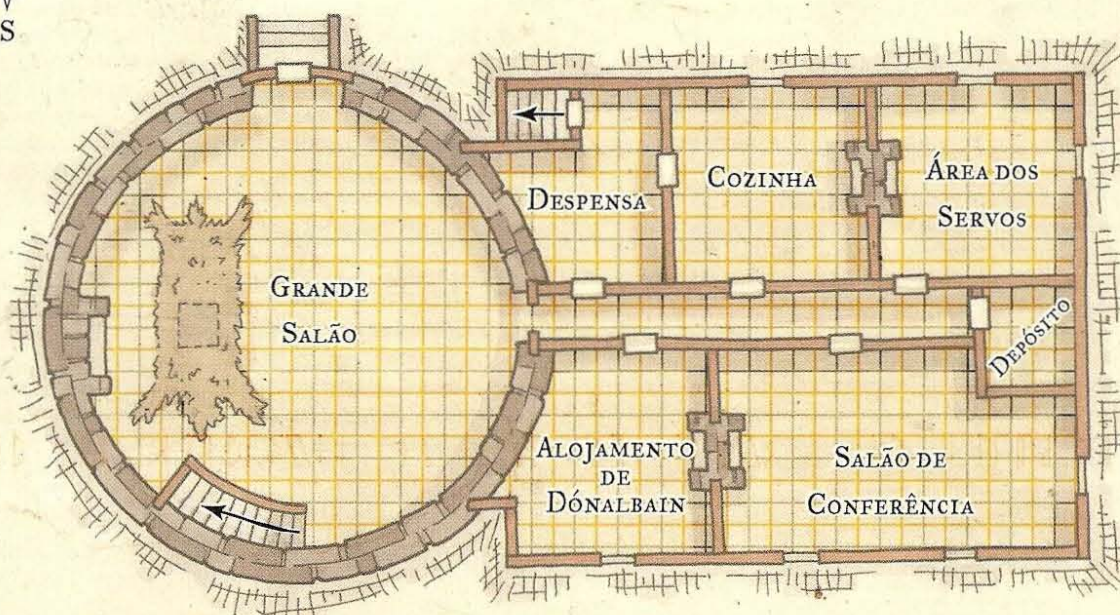 S
Despensa
Cozinha
Área dos
Servos
Grande
Salão
Depósito
Alojamento
de
Dónalbain
Salão de
Conferência